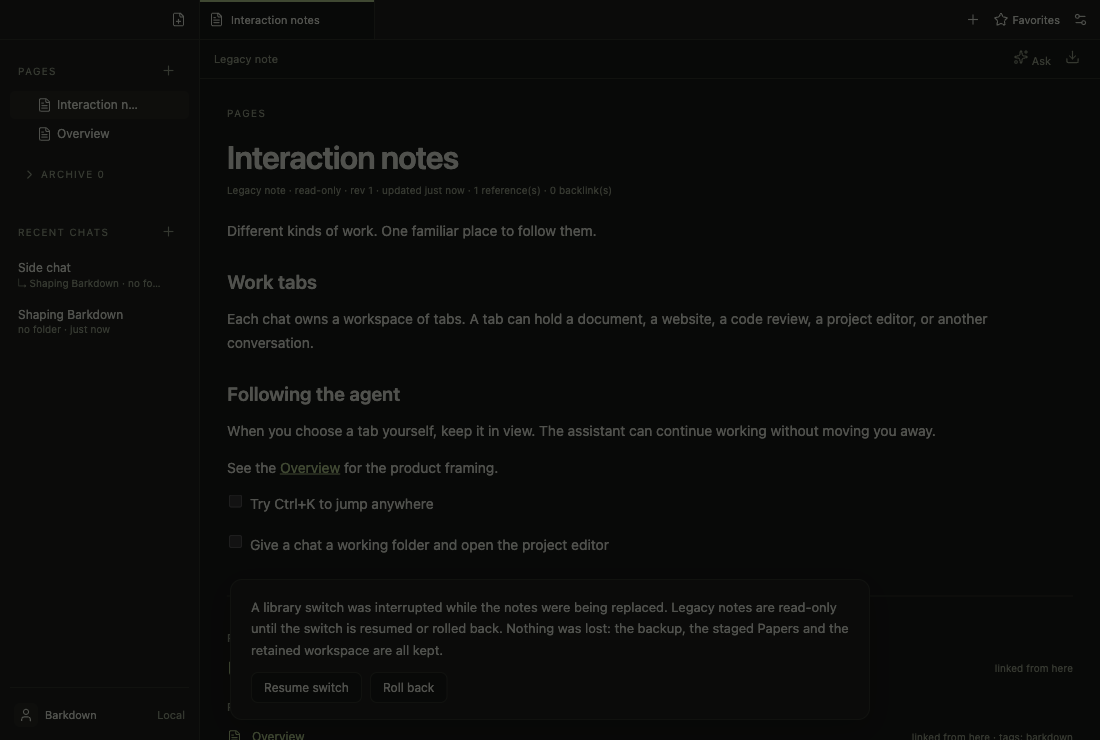 Interaction notes
Favorites
Legacy note
Ask
PAGES
Interaction n...
Overview
ARCHIVE 0
RECENT CHATS
Side chat
Shaping Barkdown · no fo...
Shaping Barkdown
no folder · just now
Barkdown
Local
PAGES
Interaction notes
Legacy note · read-only · rev 1 · updated just now · 1 reference(s) · 0 backlink(s)
Different kinds of work. One familiar place to follow them.
Work tabs
Each chat owns a workspace of tabs. A tab can hold a document, a website, a code review, a project editor, or another
conversation.
Following the agent
When you choose a tab yourself, keep it in view. The assistant can continue working without moving you away.
See the Overview for the product framing.
Try Ctrl+K to jump anywhere
Give a chat a working folder and open the project editor
A library switch was interrupted while the notes were being replaced. Legacy notes are read-only
until the switch is resumed or rolled back. Nothing was lost: the backup, the staged Papers and the
retained workspace are all kept.
Resume switch
Roll back
linked from here
Overview
linked from here · tags: barkdown